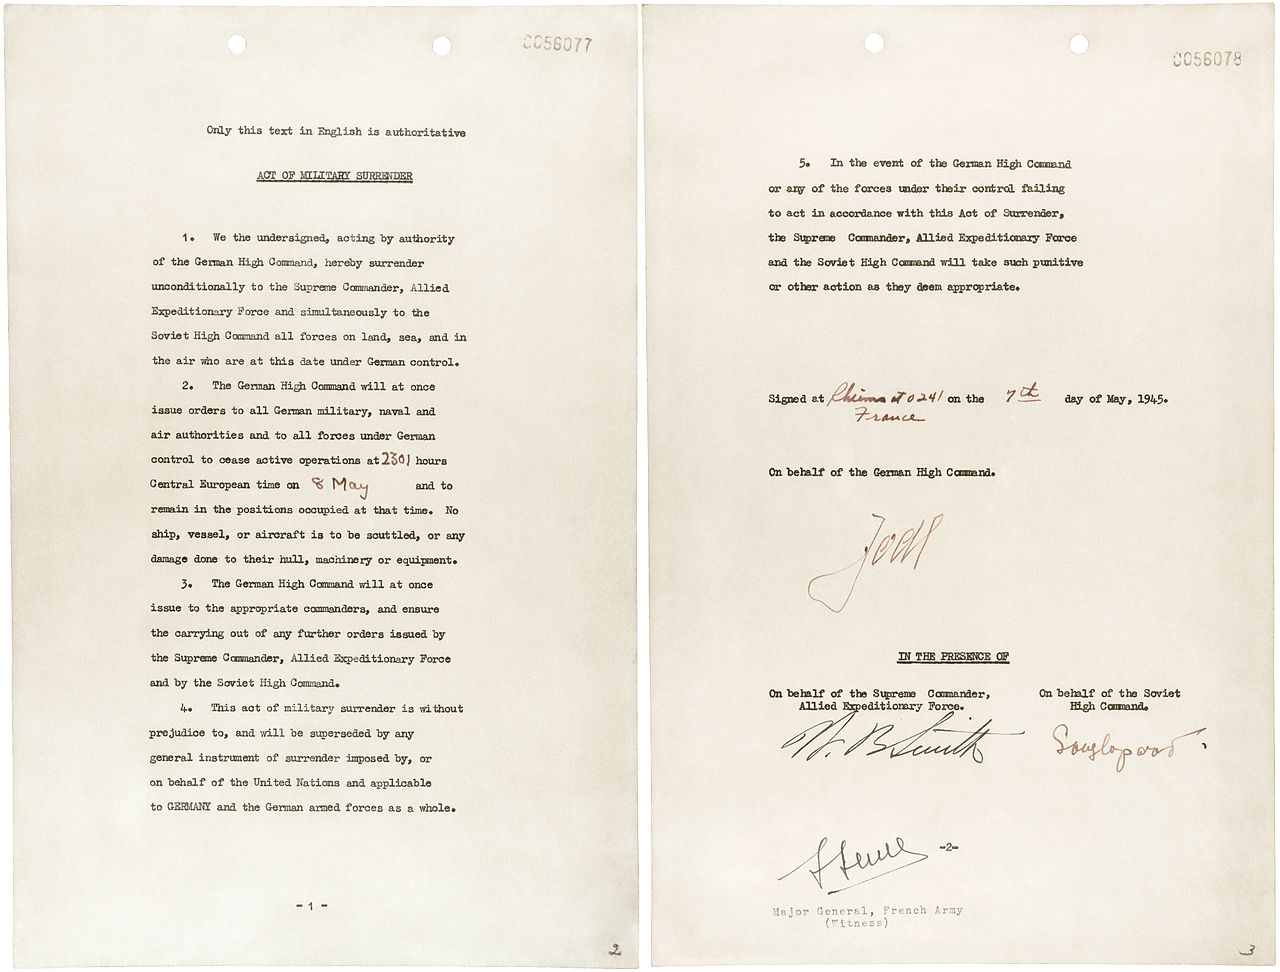 0056077
Only this text in English is authoritative
ACT OF MILITARY SURRENDER
1. We the undersigned, acting by authority
of the German High Command, hereby surrender
unconditionally to the Supreme Commander, Allied
Expeditionary Force and simultaneously to the
Soviet High Command all forces on land, sea, and in
the air who are at this date under German control.
2. The German High Command will at once
issue orders to all German military, naval and
air authorities and to all forces under German
control to cease active operations at 2301 hours
Central European time on 8 May and to
remain in the positions occupied at that time. No
ship, vessel, or aircraft is to be scuttled, or any
damage done to their hull, machinery or equipment.
3. The German High Command will at once
issue to the appropriate commanders, and ensure
the carrying out of any further orders issued by
the Supreme Commander, Allied Expeditionary Force
and by the Soviet High Command.
4. This act of military surrender is without
prejudice to, and will be superseded by any
general instrument of surrender imposed by, or
on behalf of the United Nations and applicable
to GERMANY and the German armed forces as a whole.
- 1 -
2
0056078
5. In the event of the German High Command
or any of the forces under their control failing
to act in accordance with this Act of Surrender,
the Supreme Commander, Allied Expeditionary Force
and the Soviet High Command will take such punitive
or other action as they deem appropriate.
Signed at Rheims at 0241 on the 7th day of May, 1945.
France
On behalf of the German High Command.
Jodl
IN THE PRESENCE OF
On behalf of the Supreme Commander,
Allied Expeditionary Force.
W. B. Smith
On behalf of the Soviet
High Command.
-2-
Major General, French Army
(Witness)
3